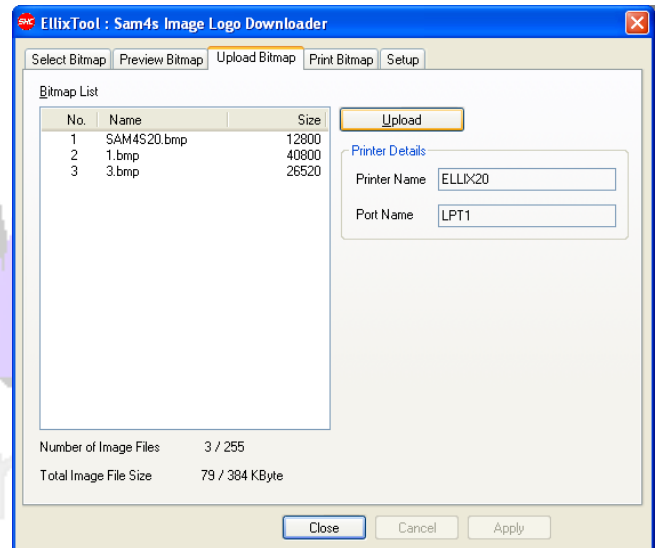 SHC EllixTool : Sam4s Image Logo Downloader
Select Bitmap Preview Bitmap Upload Bitmap Print Bitmap Setup
Bitmap List
No. Name Size
1 SAM4S20.bmp 12800
2 1.bmp 40800
3 3.bmp 26520
Upload
Printer Details
Printer Name ELLIX20
Port Name LPT1
Number of Image Files 3 / 255
Total Image File Size 79 / 384 KByte
Close Cancel Apply